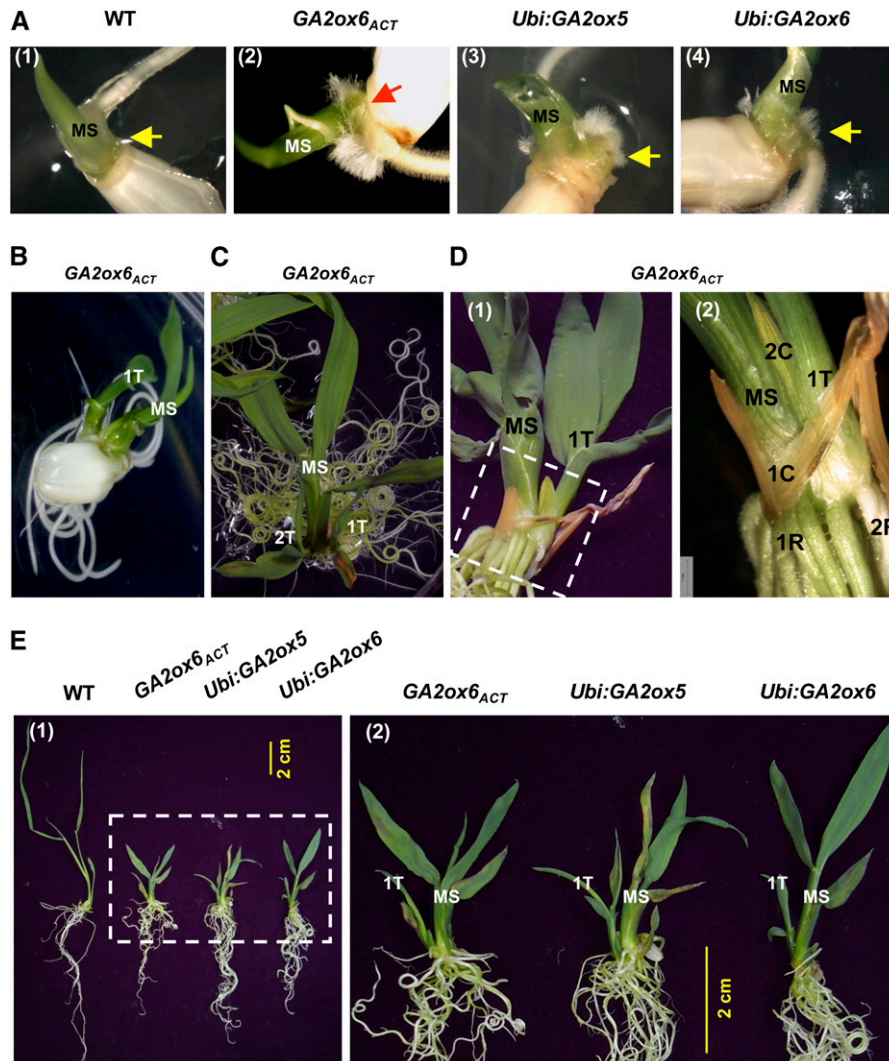 A WT GA2ox6ACT Ubi:GA2ox5 Ubi:GA2ox6
(1) (2) (3) (4)
MS MS MS MS
B C D
GA2ox6ACT GA2ox6ACT GA2ox6ACT
(1) (2)
1T MS
MS 2T 1T
MS 1T
2C 1T MS
1C
1R 2R
E
WT GA2ox6ACT Ubi:GA2ox5 Ubi:GA2ox6
GA2ox6ACT Ubi:GA2ox5 Ubi:GA2ox6
(1) 2 cm (2)
1T MS 1T MS 1T MS
2 cm